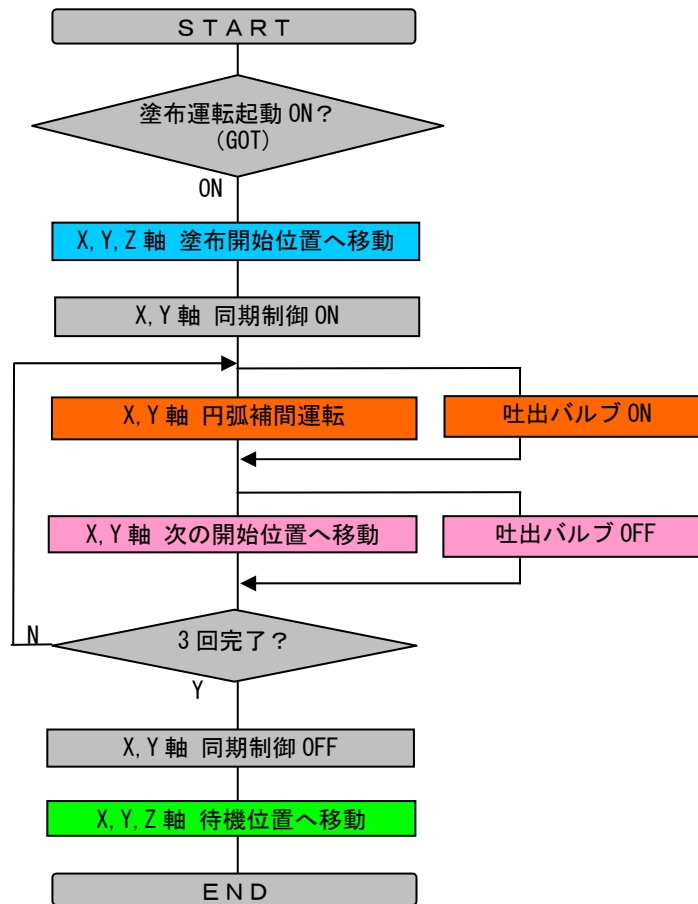 ＳＴＡＲＴ
塗布運転起動 ON？
(GOT)
ON
X,Y,Z 軸 塗布開始位置へ移動
X,Y 軸 同期制御 ON
X,Y 軸 円弧補間運転
吐出バルブ ON
X,Y 軸 次の開始位置へ移動
吐出バルブ OFF
3 回完了？
N
Y
X,Y 軸 同期制御 OFF
X,Y,Z 軸 待機位置へ移動
ＥＮＤ